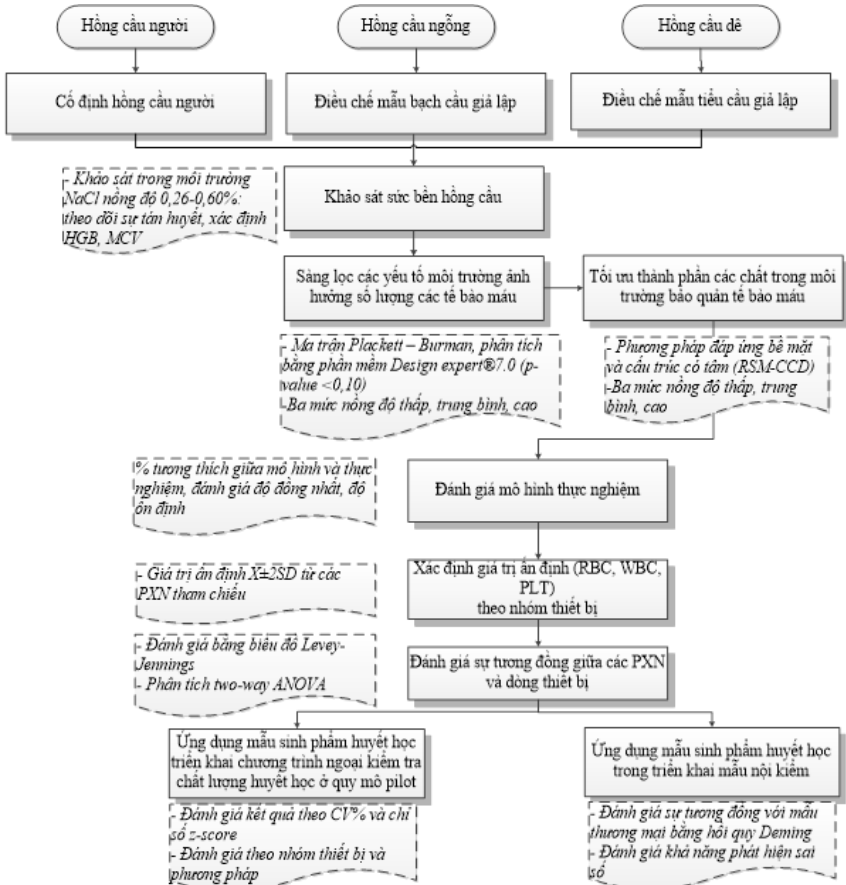 Hồng cầu người
Hồng cầu ngỗng
Hồng cầu dê
Cố định hồng cầu người
Điều chế mẫu bạch cầu giả lập
Điều chế mẫu tiểu cầu giả lập
- Khảo sát trong môi trường
NaCl nồng độ 0,26-0,60%:
theo dõi sự tán huyết, xác định
HGB, MCV
Khảo sát sức bền hồng cầu
Sàng lọc các yếu tố môi trường ảnh
hưởng số lượng các tế bào máu
Tối ưu thành phần các chất trong môi
trường bảo quản tế bào máu
- Ma trận Plackett – Burman, phân tích
bằng phần mềm Design expert®7.0 (p-
value <0,10)
-Ba mức nồng độ thấp, trung bình, cao
- Phương pháp đáp ứng bề mặt
và cấu trúc có tâm (RSM-CCD)
-Ba mức nồng độ thấp, trung
bình, cao
% tương thích giữa mô hình và thực
nghiệm, đánh giá độ đồng nhất, độ
ổn định
Đánh giá mô hình thực nghiệm
- Giá trị ấn định X±2SD từ các
PXN tham chiếu
Xác định giá trị ấn định (RBC, WBC,
PLT)
theo nhóm thiết bị
- Đánh giá bằng biểu đồ Levey-
Jennings
- Phân tích two-way ANOVA
Đánh giá sự tương đồng giữa các PXN
và dòng thiết bị
Ứng dụng mẫu sinh phẩm huyết học
triển khai chương trình ngoại kiểm tra
chất lượng huyết học ở quy mô pilot
Ứng dụng mẫu sinh phẩm huyết học
trong triển khai mẫu nội kiểm
- Đánh giá kết quả theo CV% và chỉ
số z-score
- Đánh giá theo nhóm thiết bị và
phương pháp
- Đánh giá sự tương đồng với mẫu
thương mại bằng hồi quy Deming
- Đánh giá khả năng phát hiện sai
số